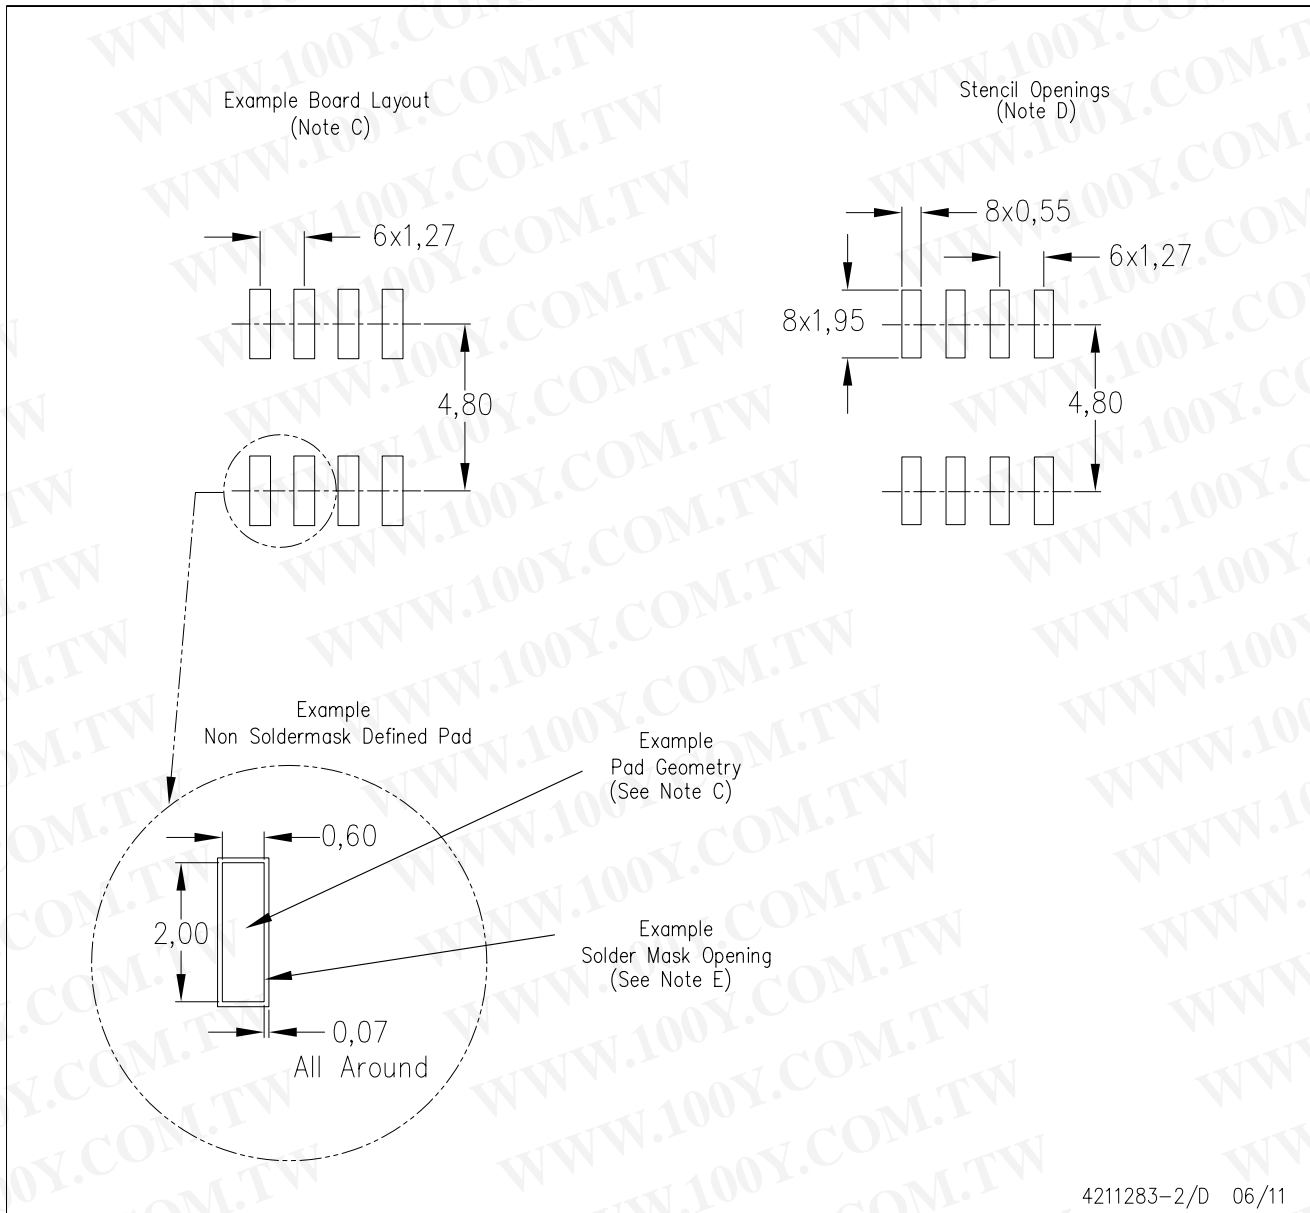 Example Board Layout
(Note C)
Stencil Openings
(Note D)
6x1,27
8x0,55
6x1,27
8x1,95
4,80
4,80
Example
Non Soldermask Defined Pad
Example
Pad Geometry
(See Note C)
0,60
2,00
Example
Solder Mask Opening
(See Note E)
0,07
All Around
4211283-2/D 06/11
WWW.100Y.COM.TW